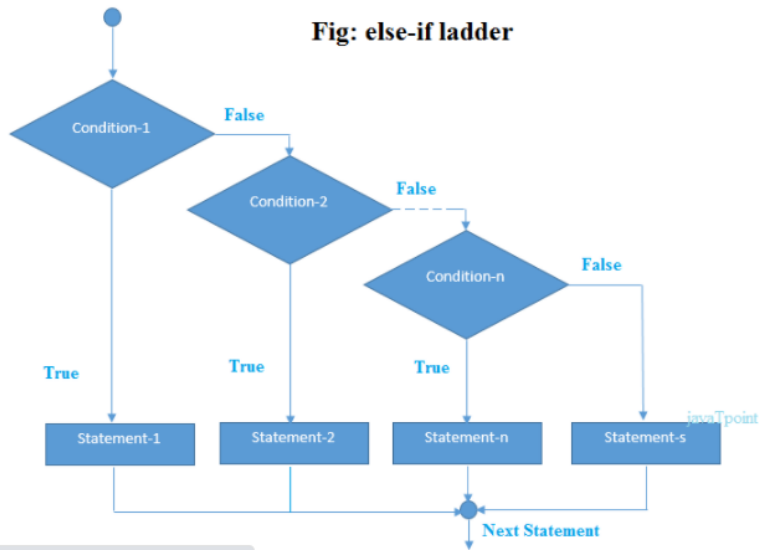 Fig: else-if ladder
Condition-1
False
Condition-2
False
Condition-n
False
True
True
True
Statement-1
Statement-2
Statement-n
Statement-s
javaTpoint
Next Statement